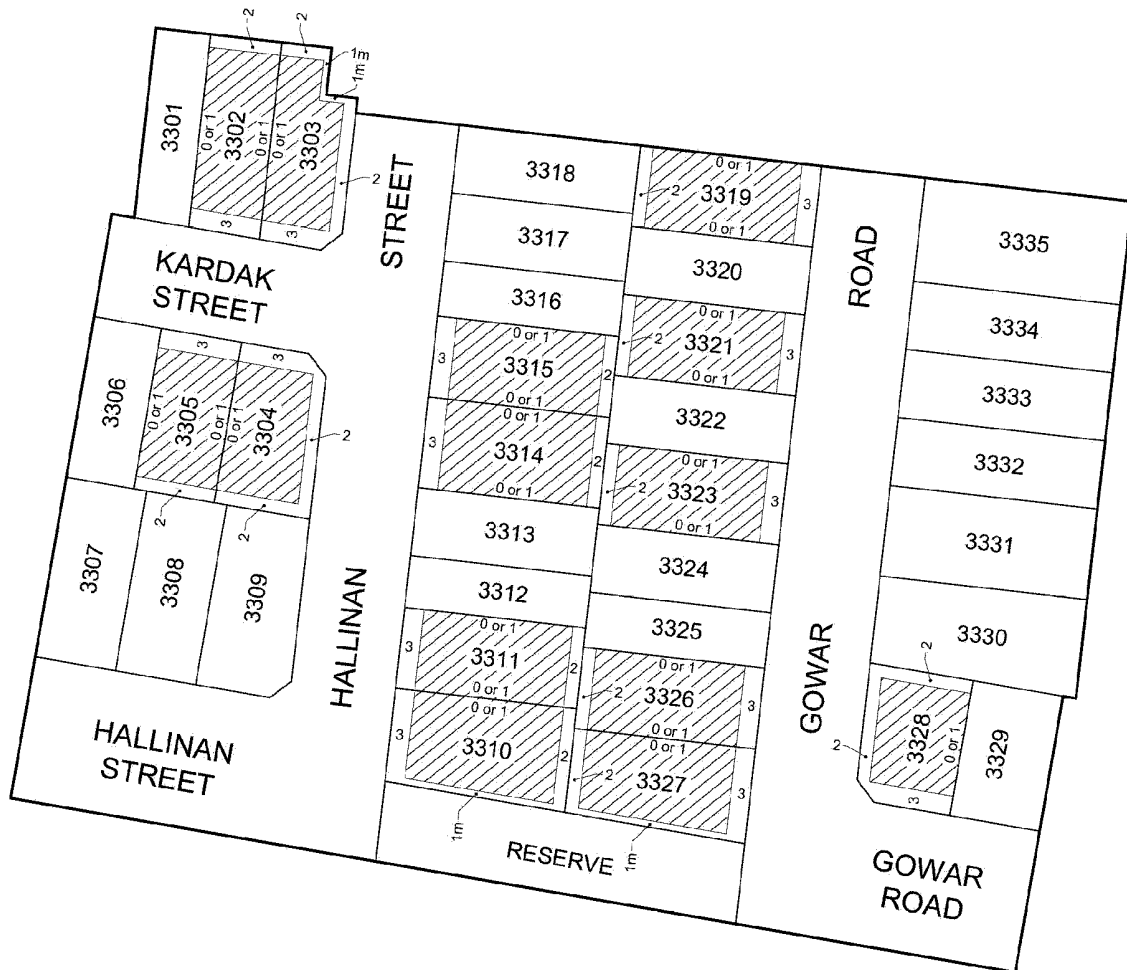 2
2
1m
1m
3301
0 or 1
3302
0 or 1
0 or 1
3303
2
3
3
KARDAK
STREET
STREET
3318
2
0 or 1
3319
3
0 or 1
3317
3320
3316
ROAD
3335
3334
3333
3332
3331
3330
3
3
3306
0 or 1
3305
0 or 1
0 or 1
3304
2
2
2
3
0 or 1
3315
2
0 or 1
2
0 or 1
3321
3
0 or 1
3
0 or 1
3314
2
0 or 1
3322
2
0 or 1
3323
3
0 or 1
3307
3308
3309
3313
3324
3312
3325
HALLINAN
GOWAR
3
0 or 1
3311
2
0 or 1
2
0 or 1
3326
3
0 or 1
3
0 or 1
3310
2
1m
2
0 or 1
3327
3
1m
2
2
3328
0 or 1
3
3329
HALLINAN
STREET
RESERVE
GOWAR
ROAD